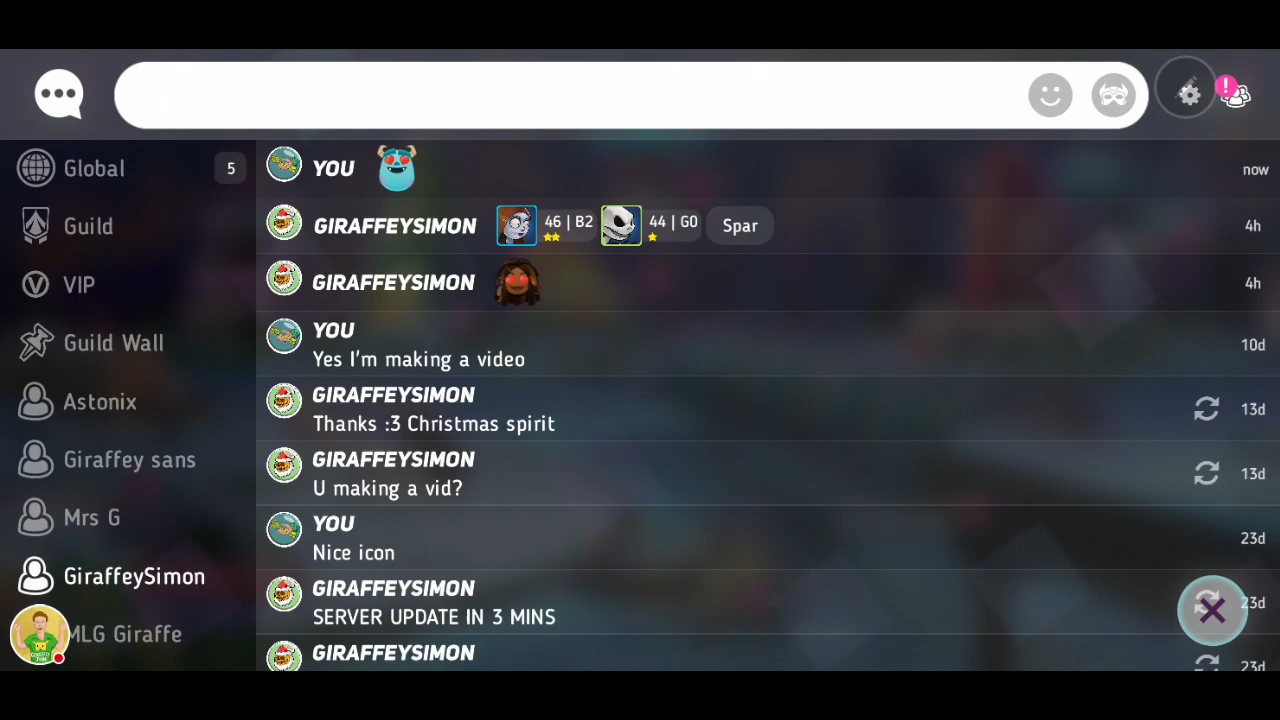 Global
5
Guild
VIP
Guild Wall
Astonix
Giraffey sans
Mrs G
GiraffeySimon
MLG Giraffe
YOU
now
GIRAFFEYSIMON
46 | B2
44 | G0
Spar
4h
GIRAFFEYSIMON
4h
YOU
Yes I'm making a video
10d
GIRAFFEYSIMON
Thanks :3 Christmas spirit
13d
GIRAFFEYSIMON
U making a vid?
13d
YOU
Nice icon
23d
GIRAFFEYSIMON
SERVER UPDATE IN 3 MINS
23d
GIRAFFEYSIMON
23d